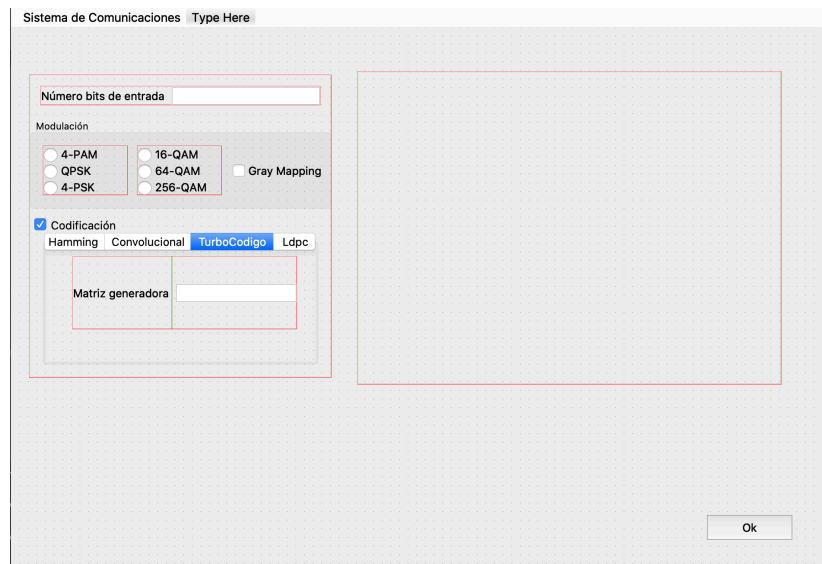 Sistema de Comunicaciones Type Here
Número bits de entrada
Modulación
4-PAM 16-QAM
QPSK 64-QAM Gray Mapping
4-PSK 256-QAM
Codificación
Hamming Convolucional TurboCodigo Ldpc
Matriz generadora
Ok